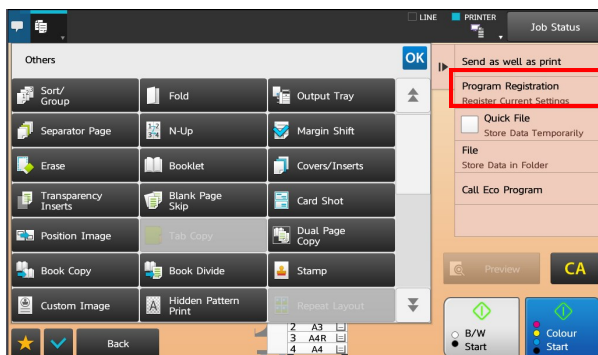 LINE
PRINTER
Job Status
Others
OK
Sort/
Group
Fold
Output Tray
Separator Page
N-Up
Margin Shift
Erase
Booklet
Covers/Inserts
Transparency
Inserts
Blank Page
Skip
Card Shot
Position Image
Tab Copy
Dual Page
Copy
Book Copy
Book Divide
Stamp
Custom Image
Hidden Pattern
Print
Repeat Layout
Back
2 A3
3 A4R
4 A4
Send as well as print
Program Registration
Register Current Settings
Quick File
Store Data Temporarily
File
Store Data in Folder
Call Eco Program
Preview
CA
B/W
Start
Colour
Start